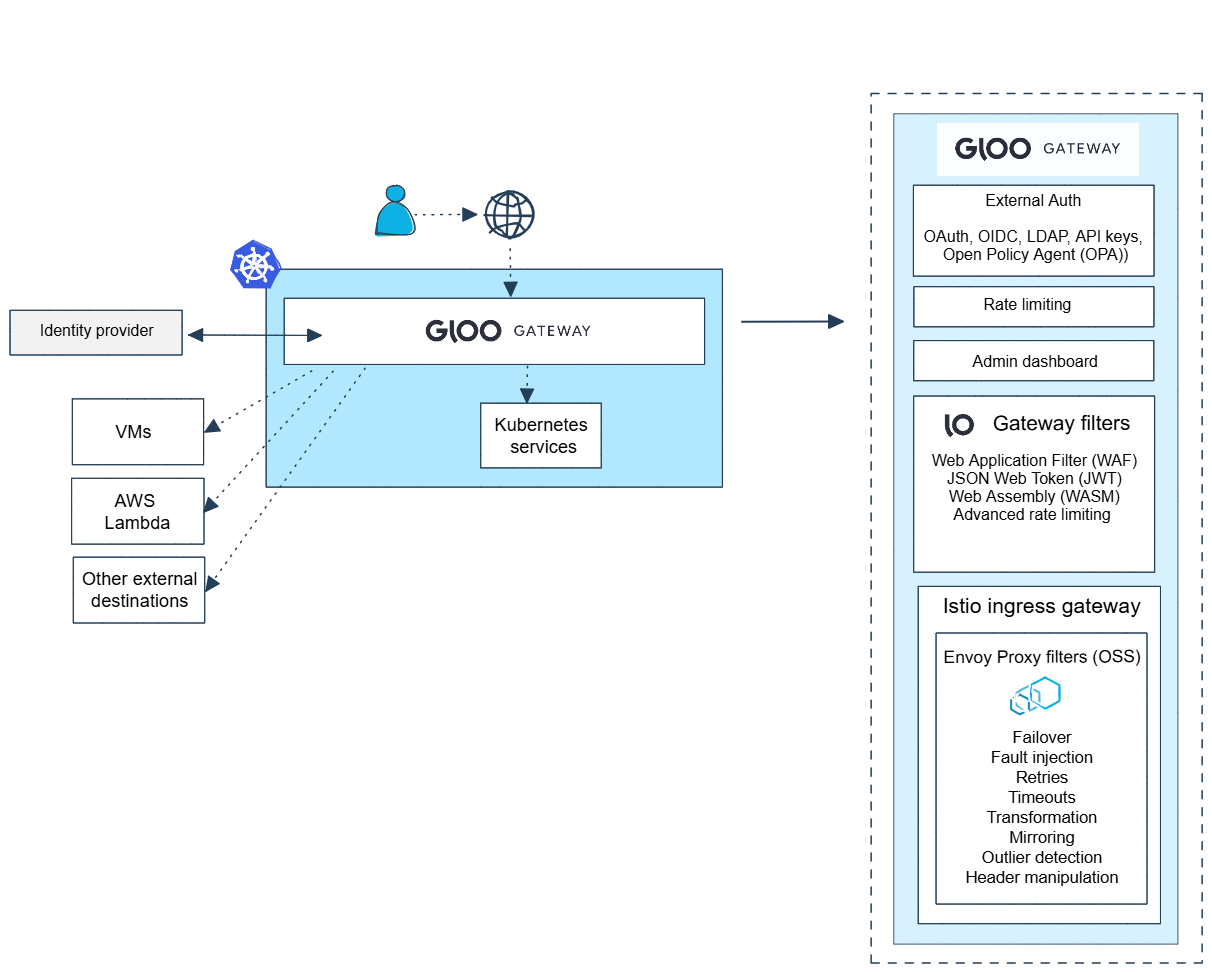 Identity provider
GLOO GATEWAY
VMs
AWS
Lambda
Other external
destinations
Kubernetes
services
GLOO GATEWAY
External Auth
OAuth, OIDC, LDAP, API keys,
Open Policy Agent (OPA))
Rate limiting
Admin dashboard
Gateway filters
Web Application Filter (WAF)
JSON Web Token (JWT)
Web Assembly (WASM)
Advanced rate limiting
Istio ingress gateway
Envoy Proxy filters (OSS)
Failover
Fault injection
Retries
Timeouts
Transformation
Mirroring
Outlier detection
Header manipulation